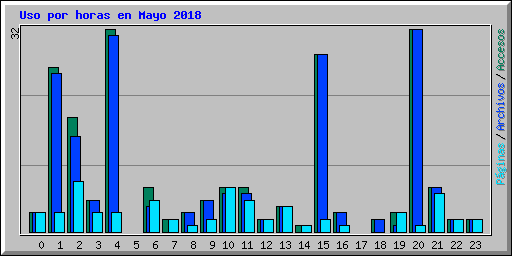 Uso por horas en Mayo 2018
32
Páginas / Archivos / Accesos
0 1 2 3 4 5 6 7 8 9 10 11 12 13 14 15 16 17 18 19 20 21 22 23